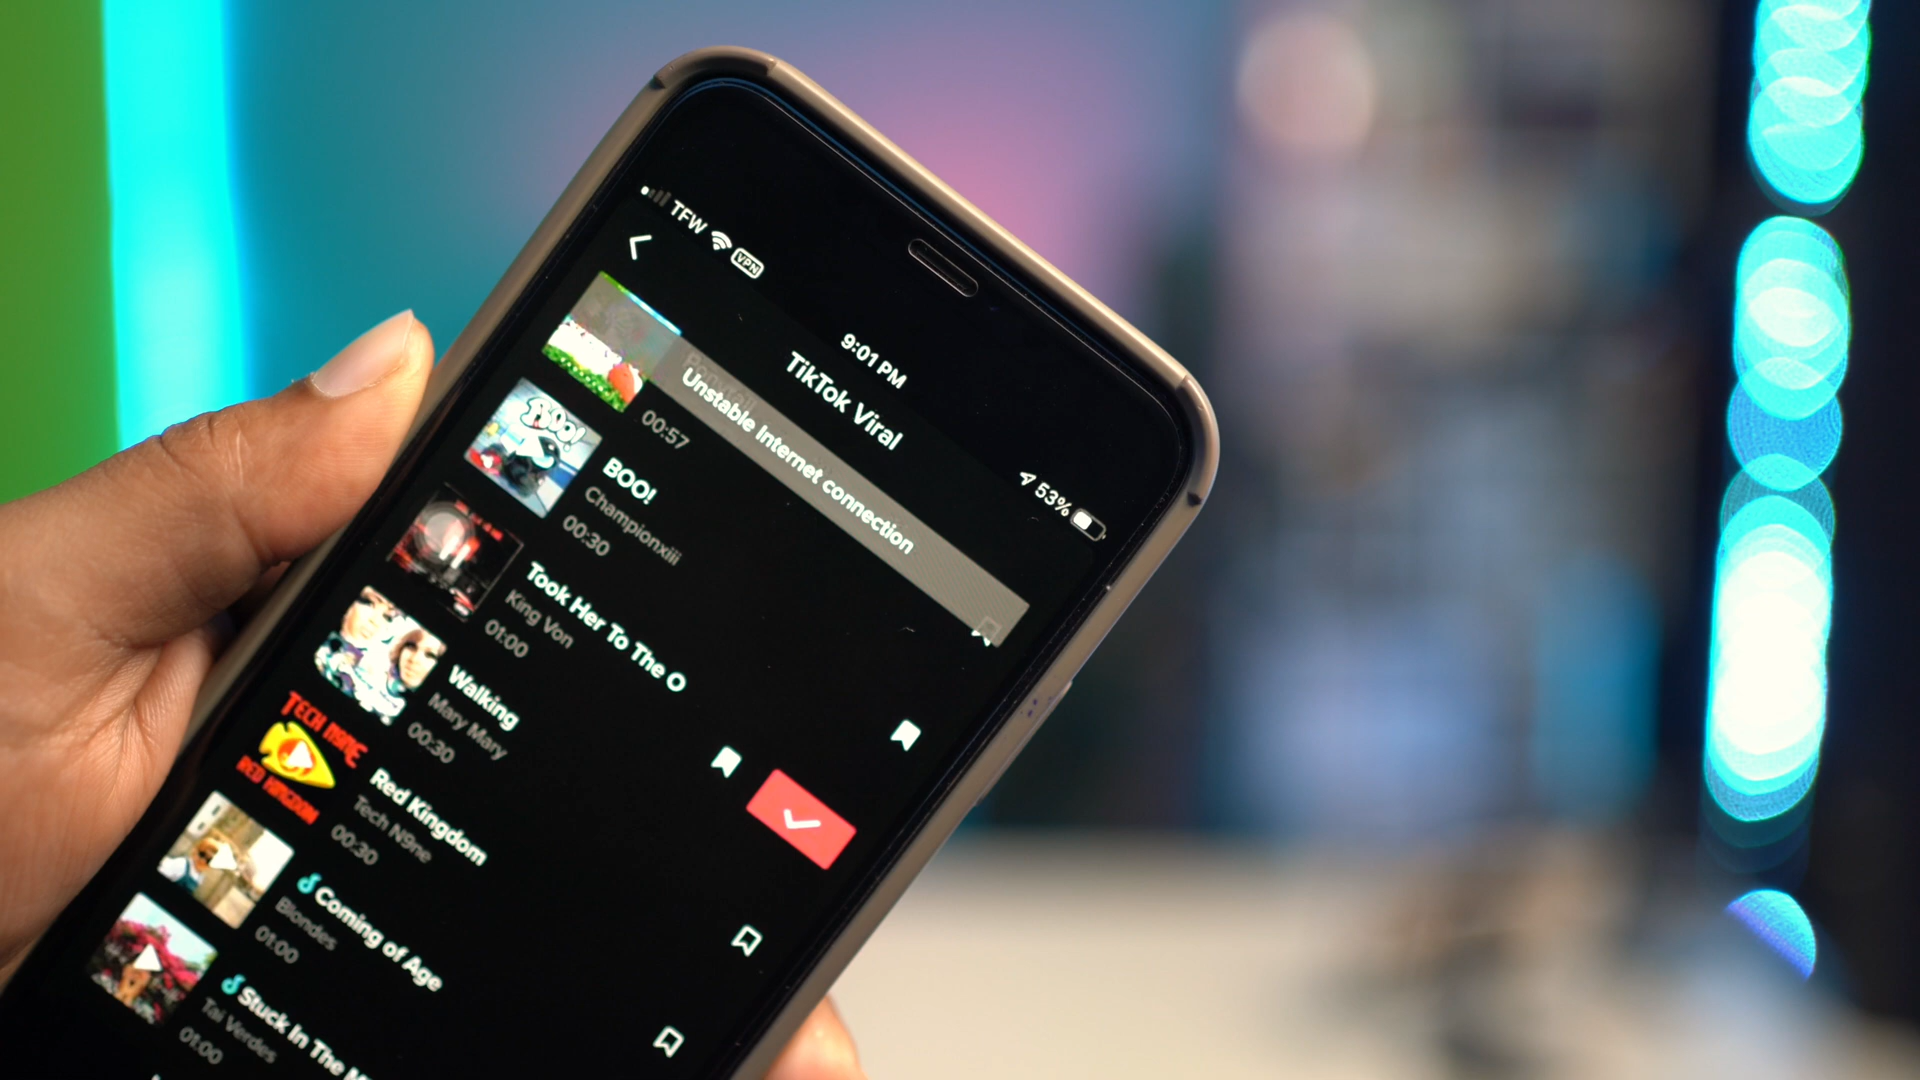 TFW VPN
9:01 PM
53%
TikTok Viral
Unstable Internet connection
00:57
BOO!
Championxiii
00:30
Took Her To The O
King Von
01:00
Walking
Mary Mary
00:30
TECH N9NE
RED KINGDOM
Red Kingdom
Tech N9ne
00:30
Coming of Age
Blondes
01:00
Stuck In The M
Tai Verdes
01:00